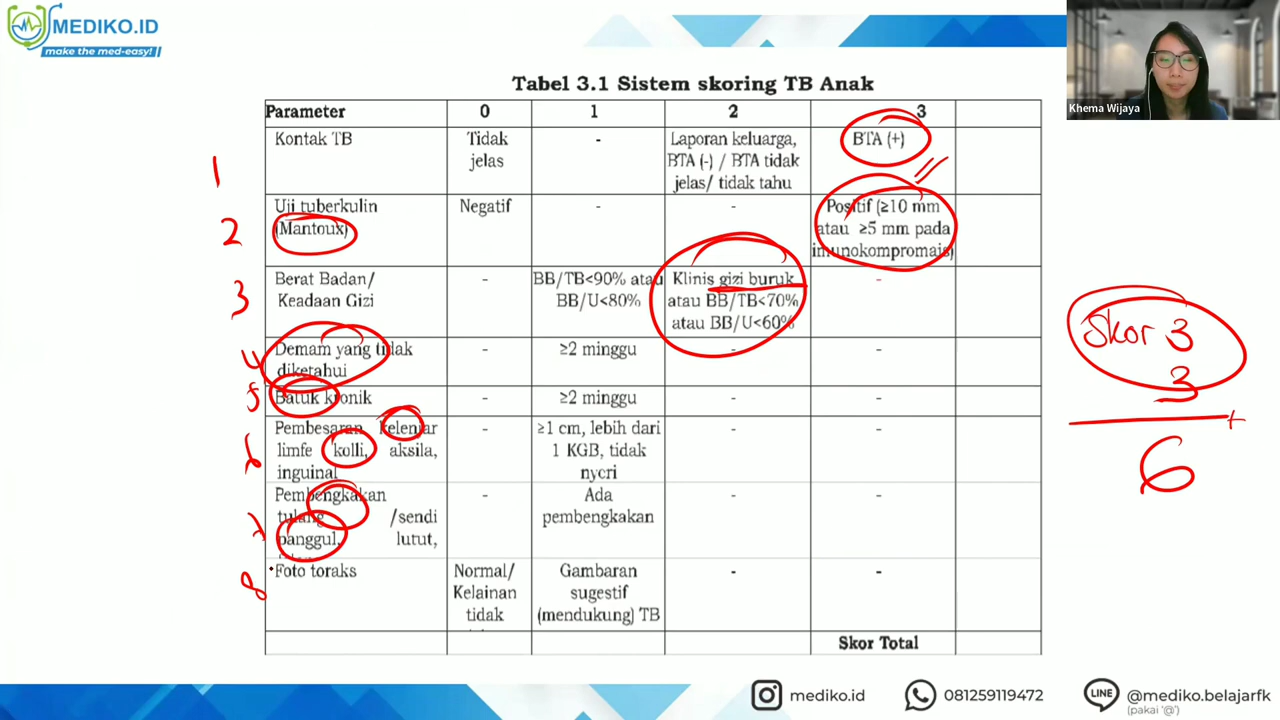 MEDIKO.ID
make the med-easy!
Khema Wijaya
Tabel 3.1 Sistem skoring TB Anak
Parameter 0 1 2 3
1 Kontak TB Tidak jelas - Laporan keluarga, BTA (-) / BTA tidak jelas/ tidak tahu BTA (+)
2 Uji tuberkulin (Mantoux) Negatif - - Positif (≥10 mm atau ≥5 mm pada imunokompromais)
3 Berat Badan/ Keadaan Gizi - BB/TB<90% atau BB/U<80% Klinis gizi buruk atau BB/TB<70% atau BB/U<60% -
4 Demam yang tidak diketahui - ≥2 minggu - -
5 Batuk kronik - ≥2 minggu - -
6 Pembesaran kelenjar limfe kolli, aksila, inguinal - ≥1 cm, lebih dari 1 KGB, tidak nyeri - -
7 Pembengkakan tulang /sendi panggul, lutut, - Ada pembengkakan - -
8 Foto toraks Normal/ Kelainan tidak Gambaran sugestif (mendukung) TB - -
Skor Total
Skor 3
3
+
6
mediko.id
081259119472
LINE
@mediko.belajarfk
(pakai '@')